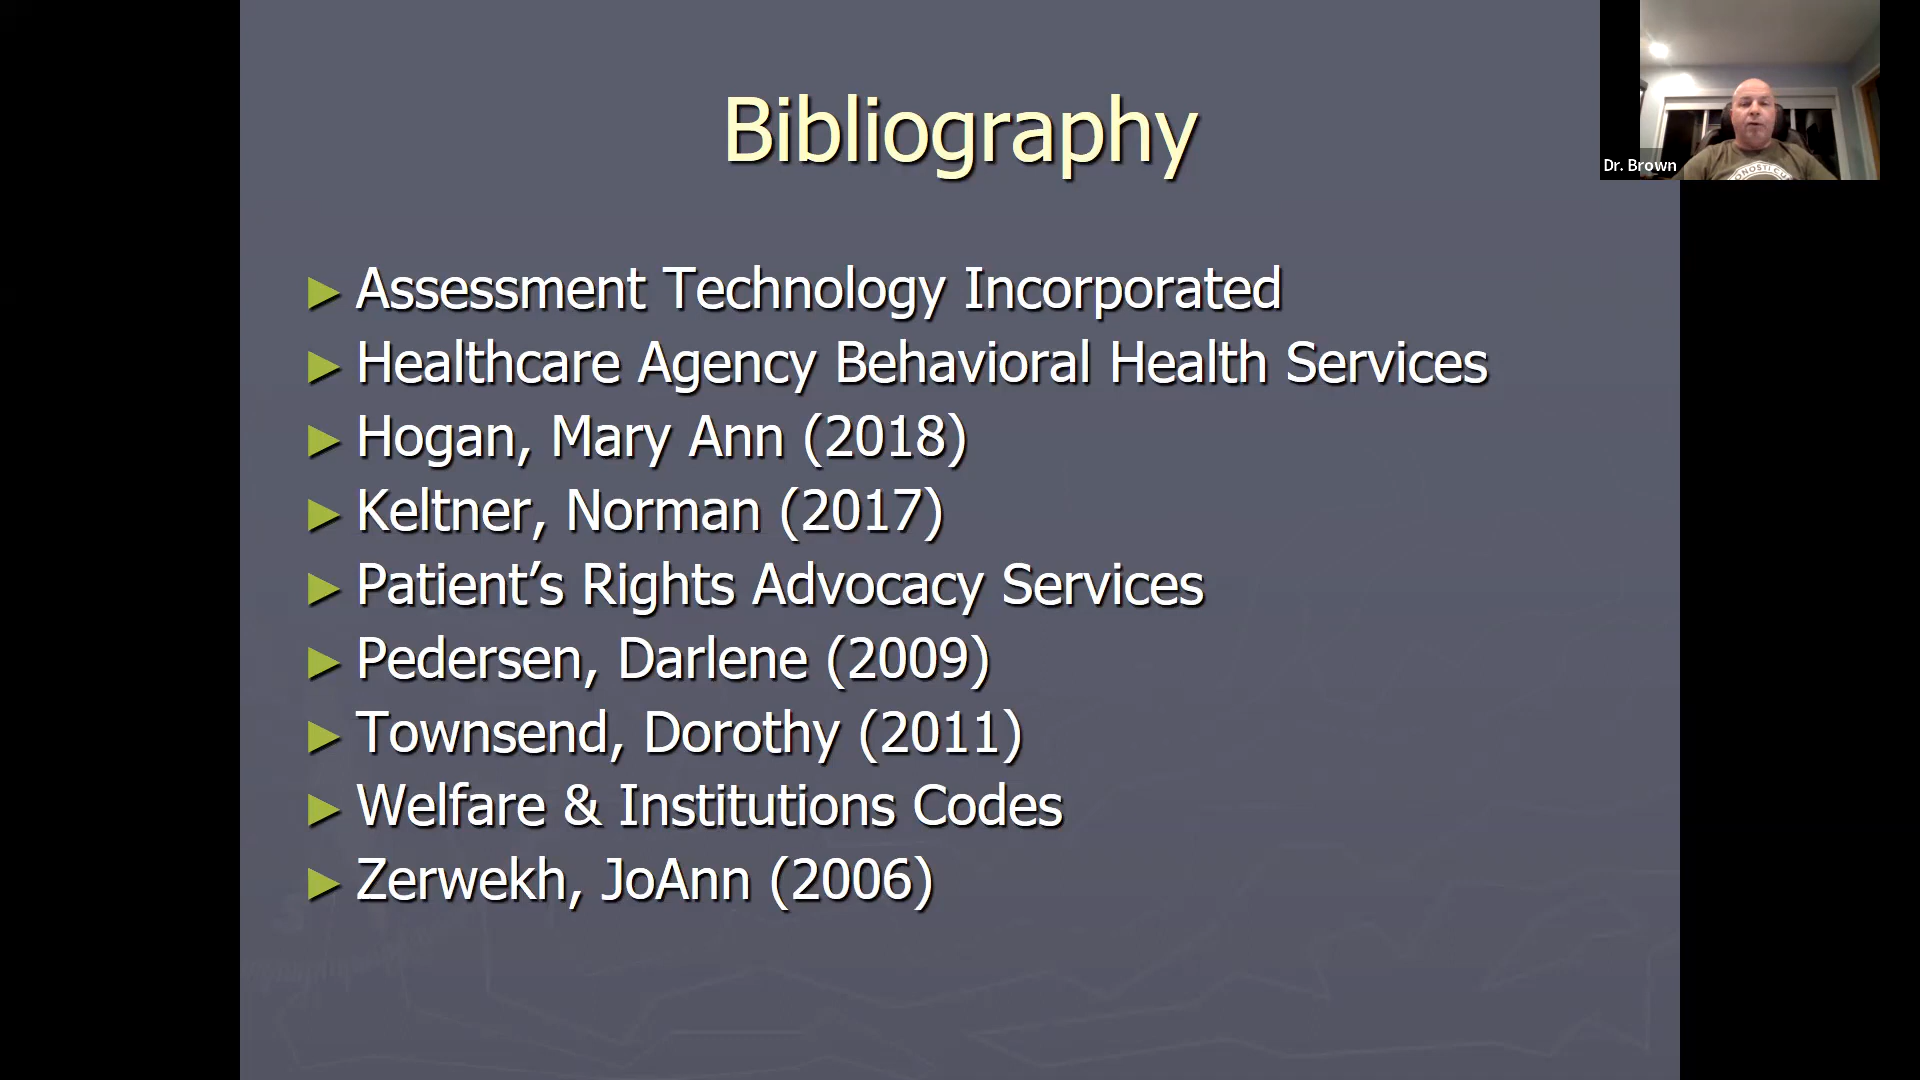 Bibliography
Assessment Technology Incorporated
Healthcare Agency Behavioral Health Services
Hogan, Mary Ann (2018)
Keltner, Norman (2017)
Patient’s Rights Advocacy Services
Pedersen, Darlene (2009)
Townsend, Dorothy (2011)
Welfare & Institutions Codes
Zerwekh, JoAnn (2006)
Dr. Brown